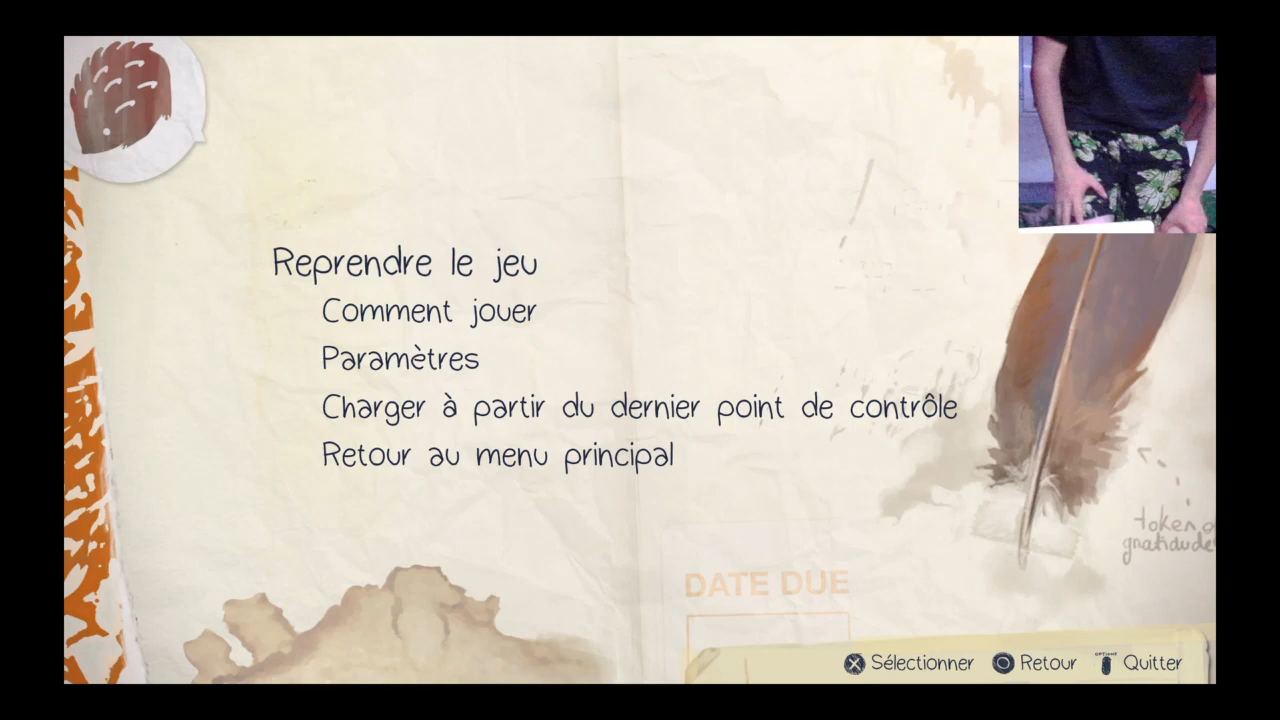 Reprendre le jeu
Comment jouer
Paramètres
Charger à partir du dernier point de contrôle
Retour au menu principal
token o
gratitude
DATE DUE
OPTIONS
Sélectionner
Retour
Quitter